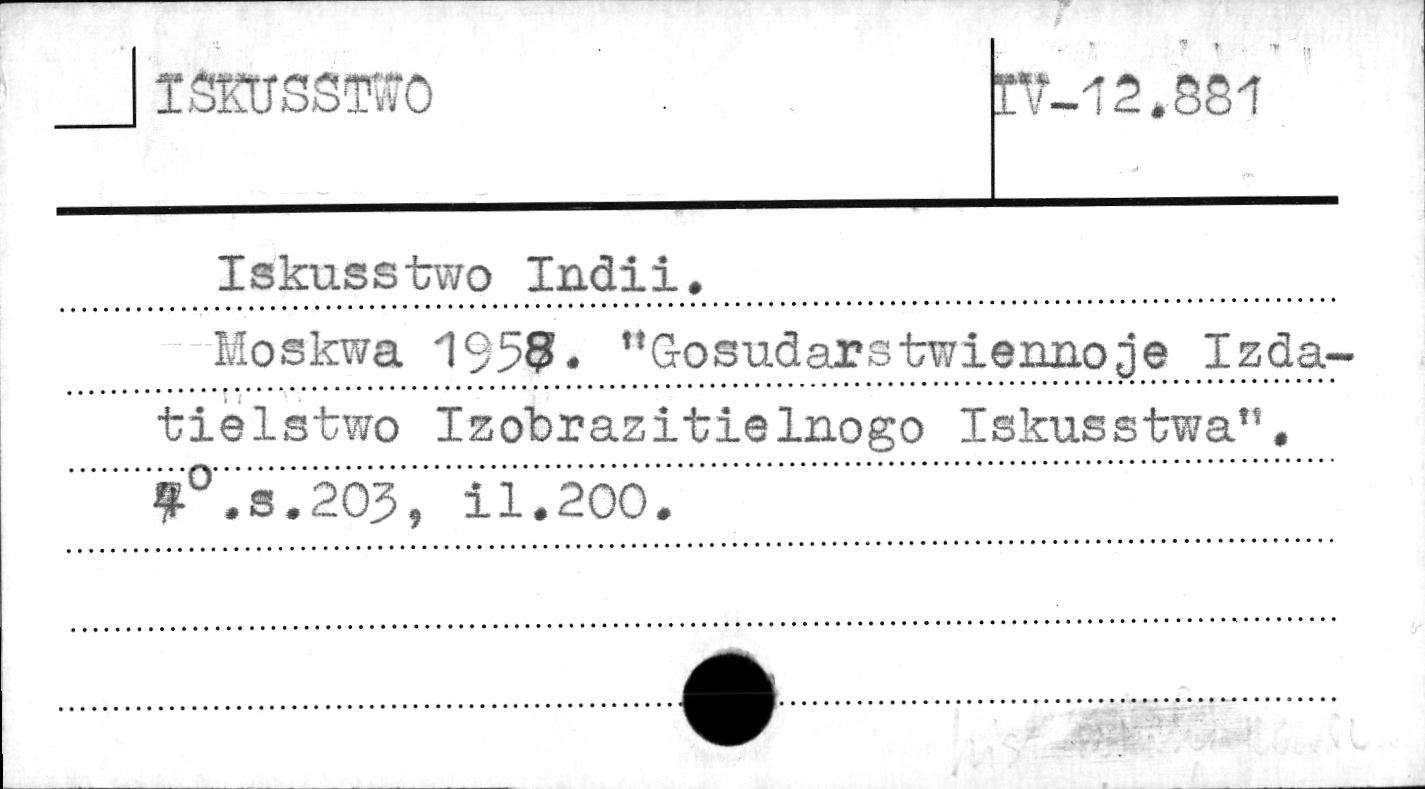 ISKUSSTWO
IV-12.881
Iskusstwo Indii.
Moskwa 1958. "Gosudarstwiennoje Izda-
tielstwo Izobrazitielnogo Iskusstwa".
4°.s.203, il.200.